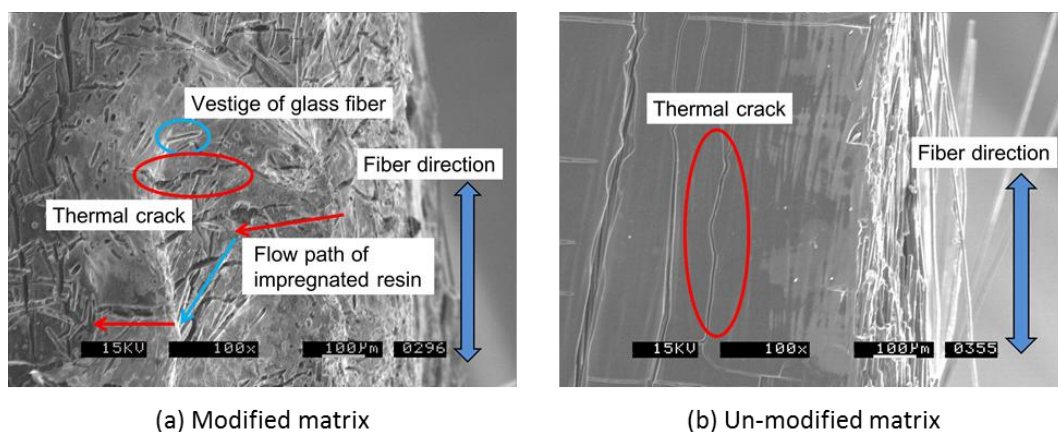 Vestige of glass fiber
Fiber direction
Thermal crack
Flow path of
impregnated resin
15KV 100x 100µm 0296
(a) Modified matrix
Thermal crack
Fiber direction
15KV 100x 100µm 0355
(b) Un-modified matrix